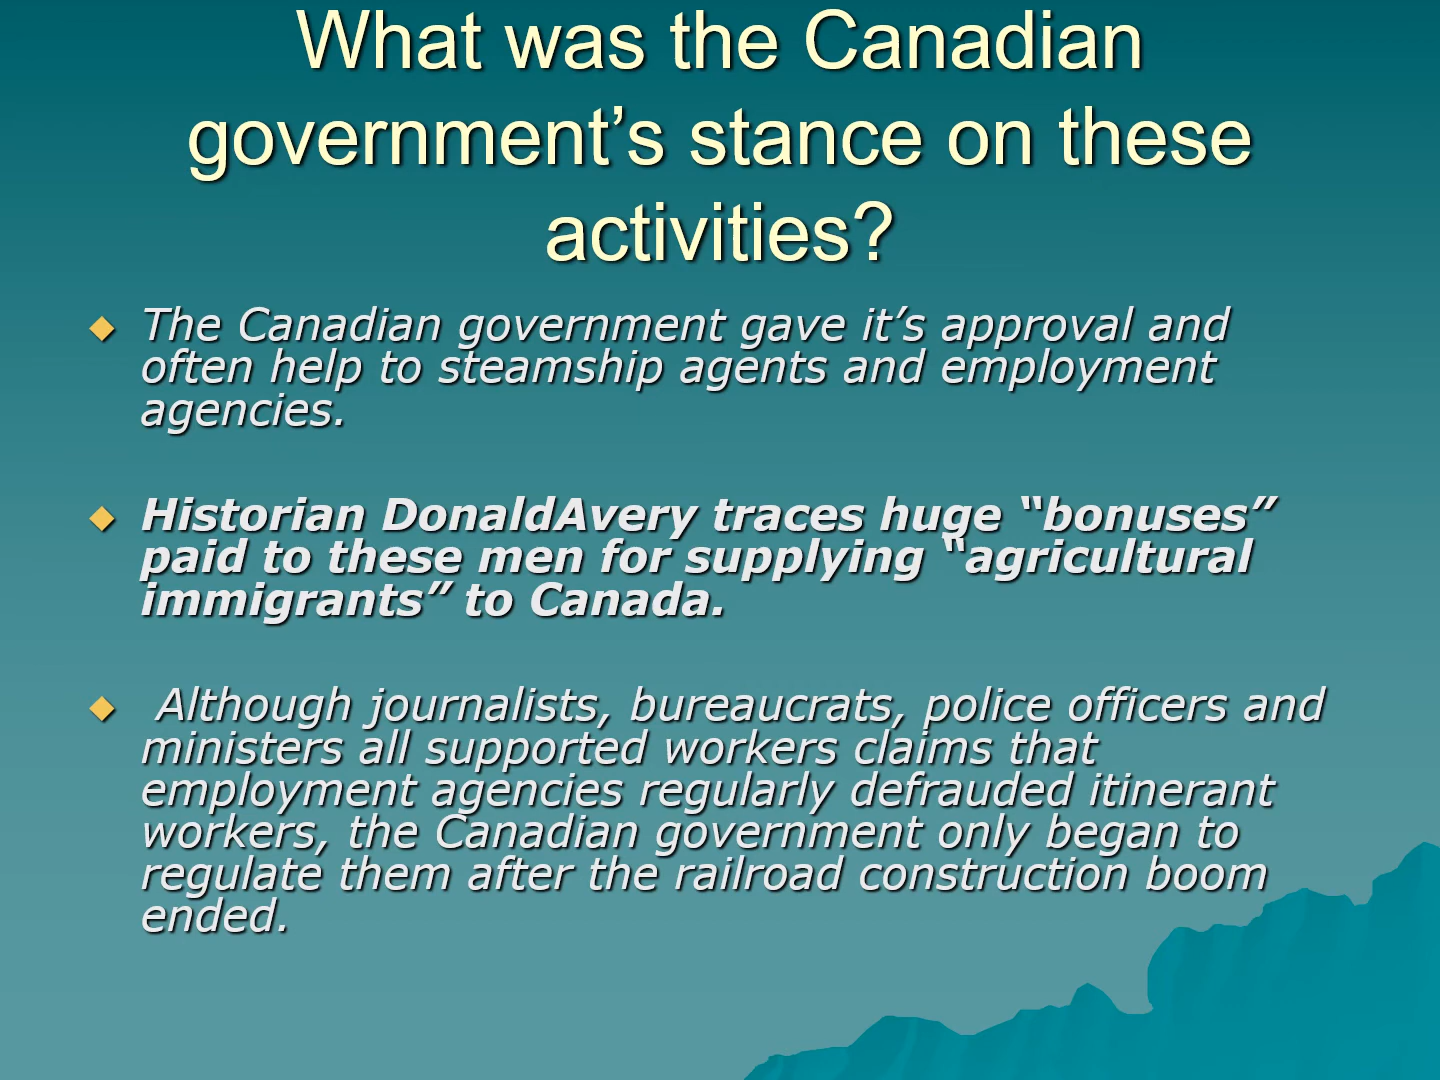 What was the Canadian
government’s stance on these
activities?
The Canadian government gave it’s approval and
often help to steamship agents and employment
agencies.
Historian DonaldAvery traces huge “bonuses”
paid to these men for supplying “agricultural
immigrants” to Canada.
Although journalists, bureaucrats, police officers and
ministers all supported workers claims that
employment agencies regularly defrauded itinerant
workers, the Canadian government only began to
regulate them after the railroad construction boom
ended.